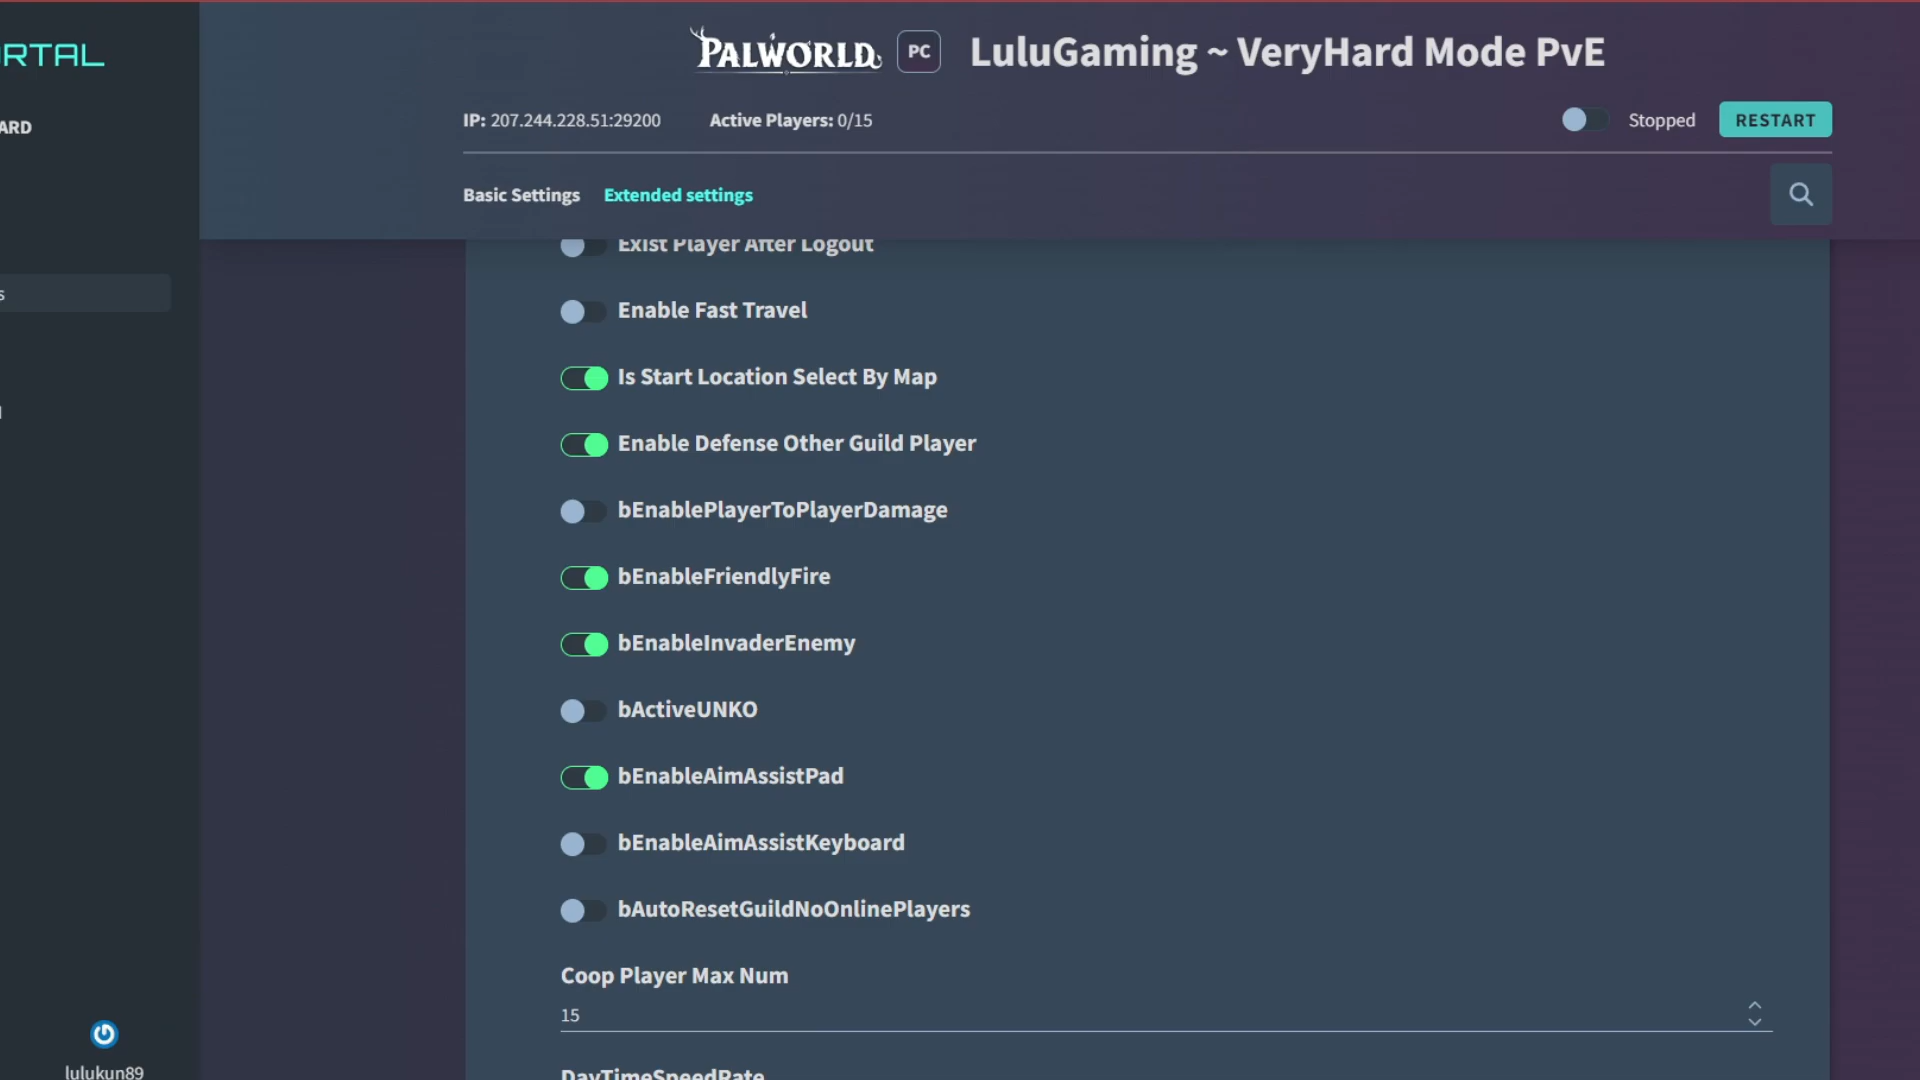 RTAL
PALWORLD
PC
LuluGaming ~ VeryHard Mode PvE
ARD
IP: 207.244.228.51:29200
Active Players: 0/15
Stopped
RESTART
Basic Settings
Extended settings
s
Exist Player After Logout
Enable Fast Travel
Is Start Location Select By Map
Enable Defense Other Guild Player
bEnablePlayerToPlayerDamage
bEnableFriendlyFire
bEnableInvaderEnemy
bActiveUNKO
bEnableAimAssistPad
bEnableAimAssistKeyboard
bAutoResetGuildNoOnlinePlayers
Coop Player Max Num
15
DayTimeSpeedRate
lulukun89